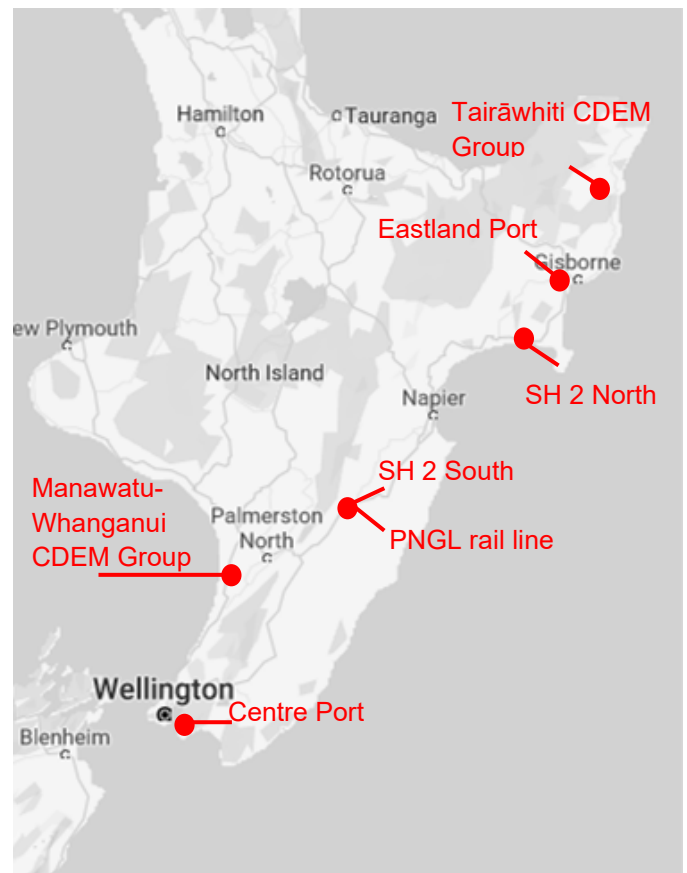 Tairāwhiti CDEM
Group
Hamilton
Tauranga
Rotorua
Eastland Port
Gisborne
ew Plymouth
North Island
Napier
SH 2 North
SH 2 South
Manawatu-
Whanganui
CDEM Group
Palmerston
North
PNGL rail line
Wellington
Centre Port
Blenheim